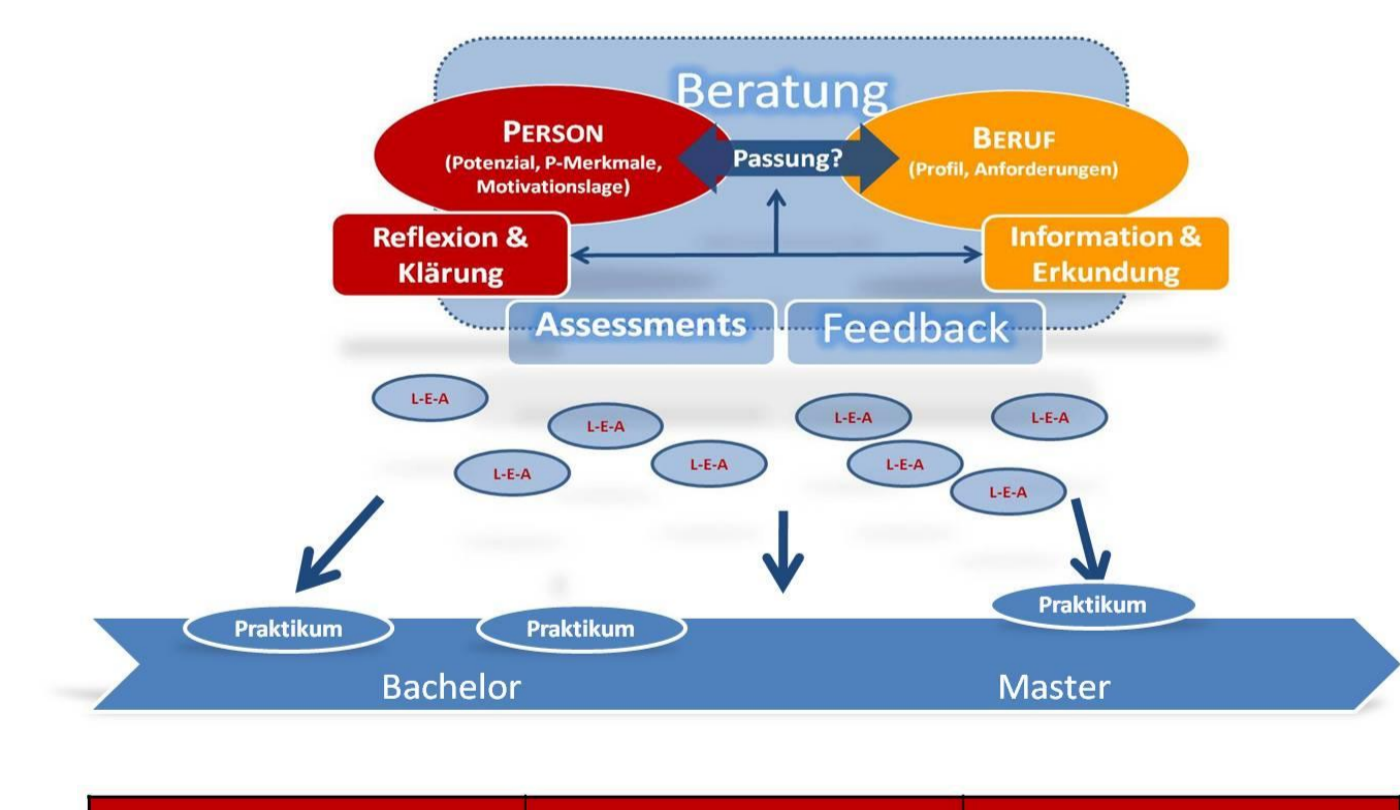 Beratung
PERSON
(Potenzial, P-Merkmale,
Motivationslage)
Passung?
BERUF
(Profil, Anforderungen)
Reflexion &
Klärung
Information &
Erkundung
Assessments
Feedback
L-E-A
L-E-A
L-E-A
L-E-A
L-E-A
L-E-A
L-E-A
L-E-A
Praktikum
Praktikum
Praktikum
Bachelor
Master